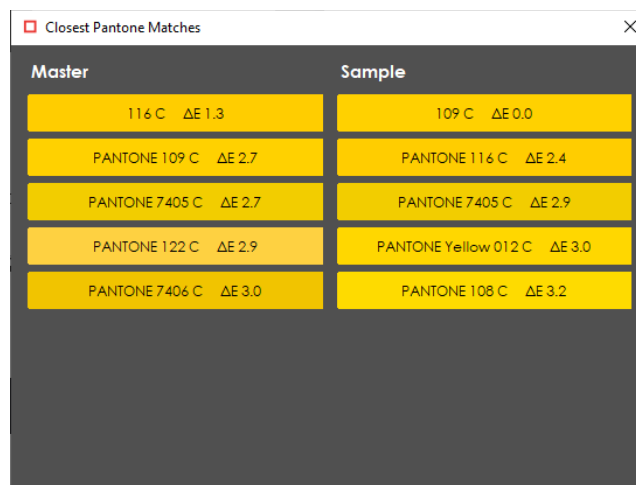 Closest Pantone Matches
Master
116 C ΔE 1.3
PANTONE 109 C ΔE 2.7
PANTONE 7405 C ΔE 2.7
PANTONE 122 C ΔE 2.9
PANTONE 7406 C ΔE 3.0
Sample
109 C ΔE 0.0
PANTONE 116 C ΔE 2.4
PANTONE 7405 C ΔE 2.9
PANTONE Yellow 012 C ΔE 3.0
PANTONE 108 C ΔE 3.2